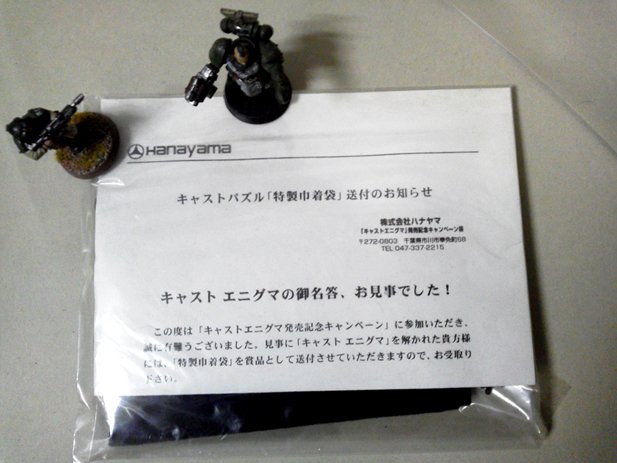 Hanayama
キャストパズル「特製巾着袋」送付のお知らせ
株式会社ハナヤマ
「キャストエニグマ」発売記念キャンペーン係
〒272-0803 千葉県市川市奉免町68
TEL 047-337-2215
キャスト エニグマの御名答、お見事でした！
この度は「キャストエニグマ発売記念キャンペーン」に参加いただき、
誠に有難うございました。見事に「キャスト エニグマ」を解かれた貴方様
には、「特製巾着袋」を賞品として送付させていただきますので、お受取り
下さい。